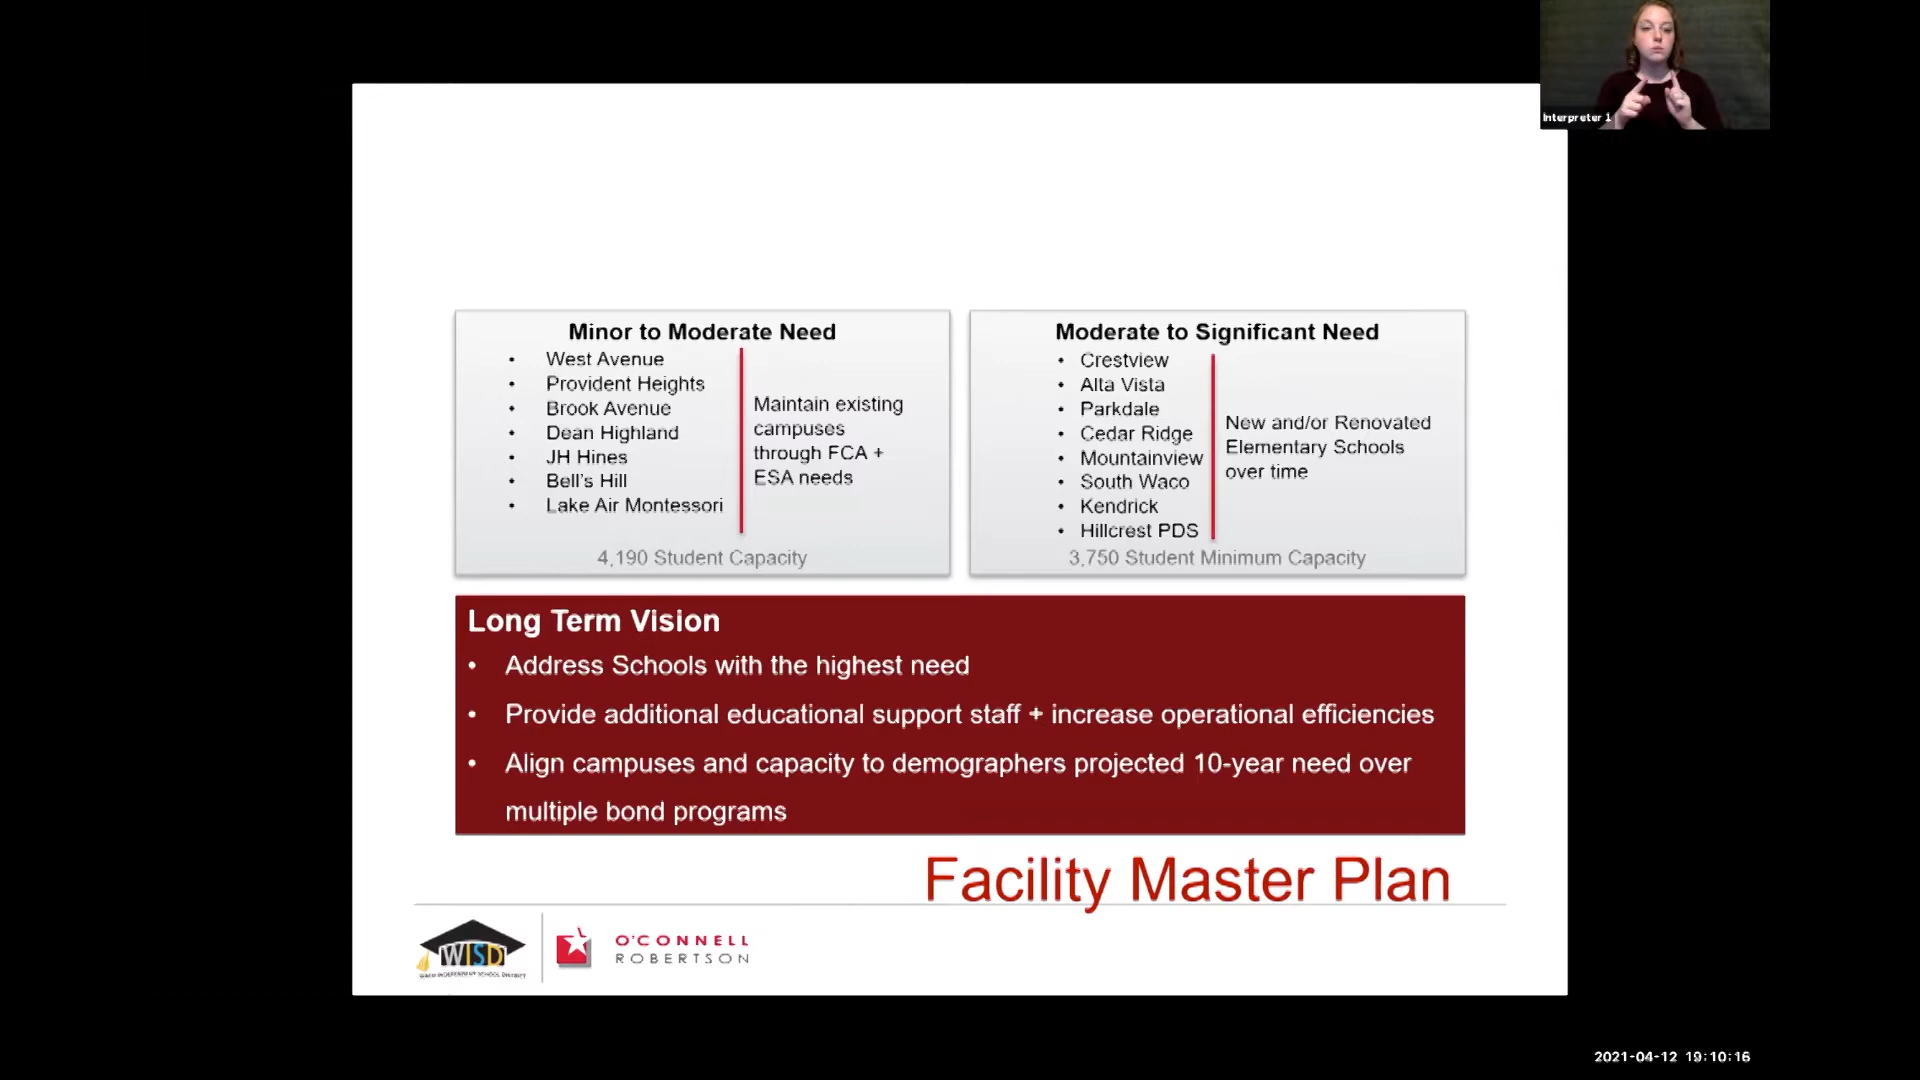 Interpreter 1
Minor to Moderate Need
• West Avenue
• Provident Heights
• Brook Avenue
• Dean Highland
• JH Hines
• Bell's Hill
• Lake Air Montessori
Maintain existing
campuses
through FCA +
ESA needs
4,190 Student Capacity
Moderate to Significant Need
• Crestview
• Alta Vista
• Parkdale
• Cedar Ridge
• Mountainview
• South Waco
• Kendrick
• Hillcrest PDS
New and/or Renovated
Elementary Schools
over time
3,750 Student Minimum Capacity
Long Term Vision
• Address Schools with the highest need
• Provide additional educational support staff + increase operational efficiencies
• Align campuses and capacity to demographers projected 10-year need over
multiple bond programs
Facility Master Plan
WISD
WACO INDEPENDENT SCHOOL DISTRICT
O'CONNELL
ROBERTSON
2021-04-12 19:10:16